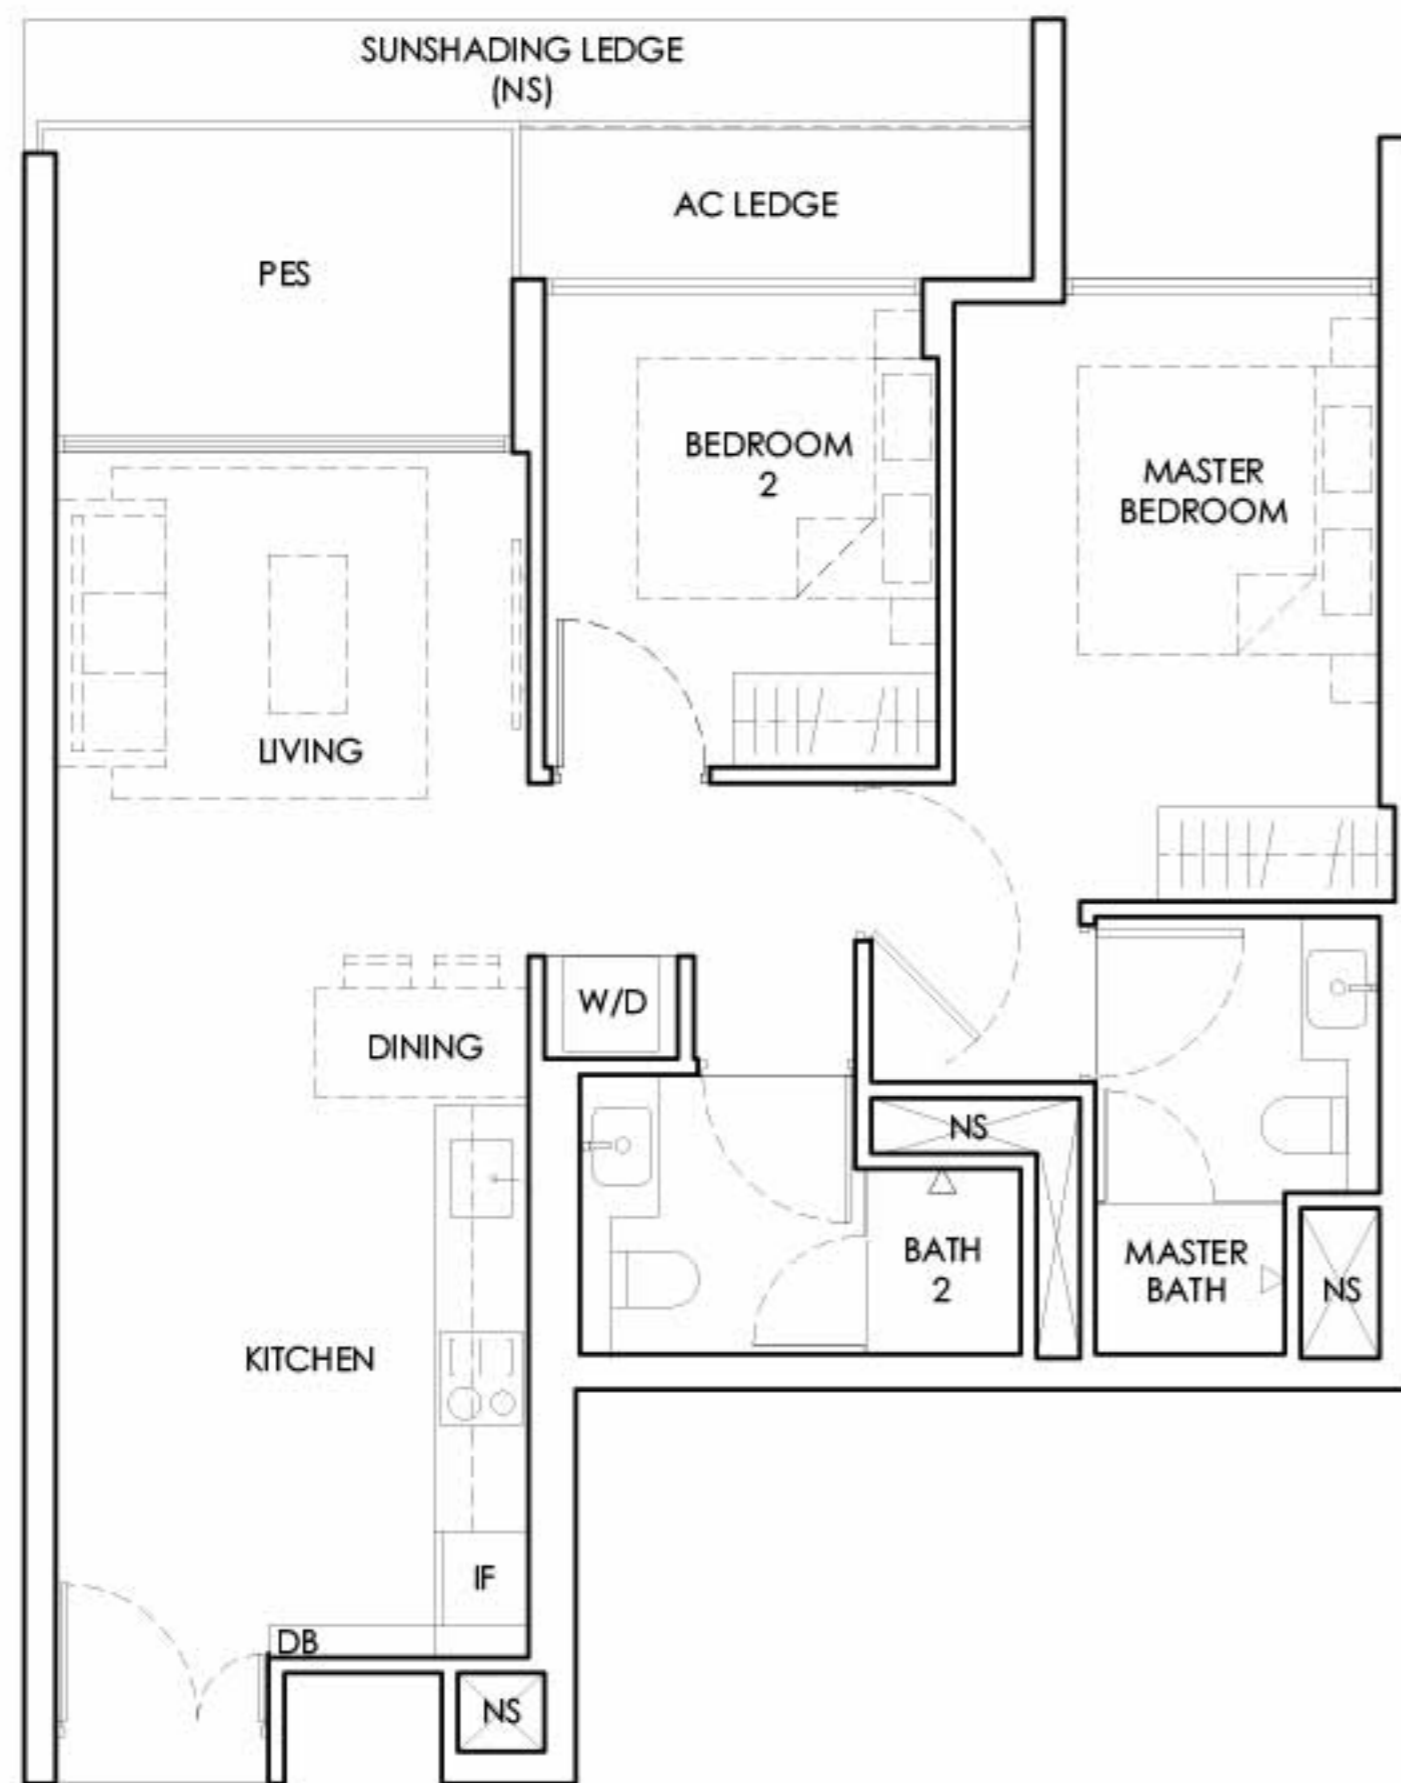 SUNSHADING LEDGE
(NS)
AC LEDGE
PES
BEDROOM
2
MASTER
BEDROOM
LIVING
W/D
DINING
NS
BATH
2
MASTER
BATH
NS
KITCHEN
IF
DB
NS